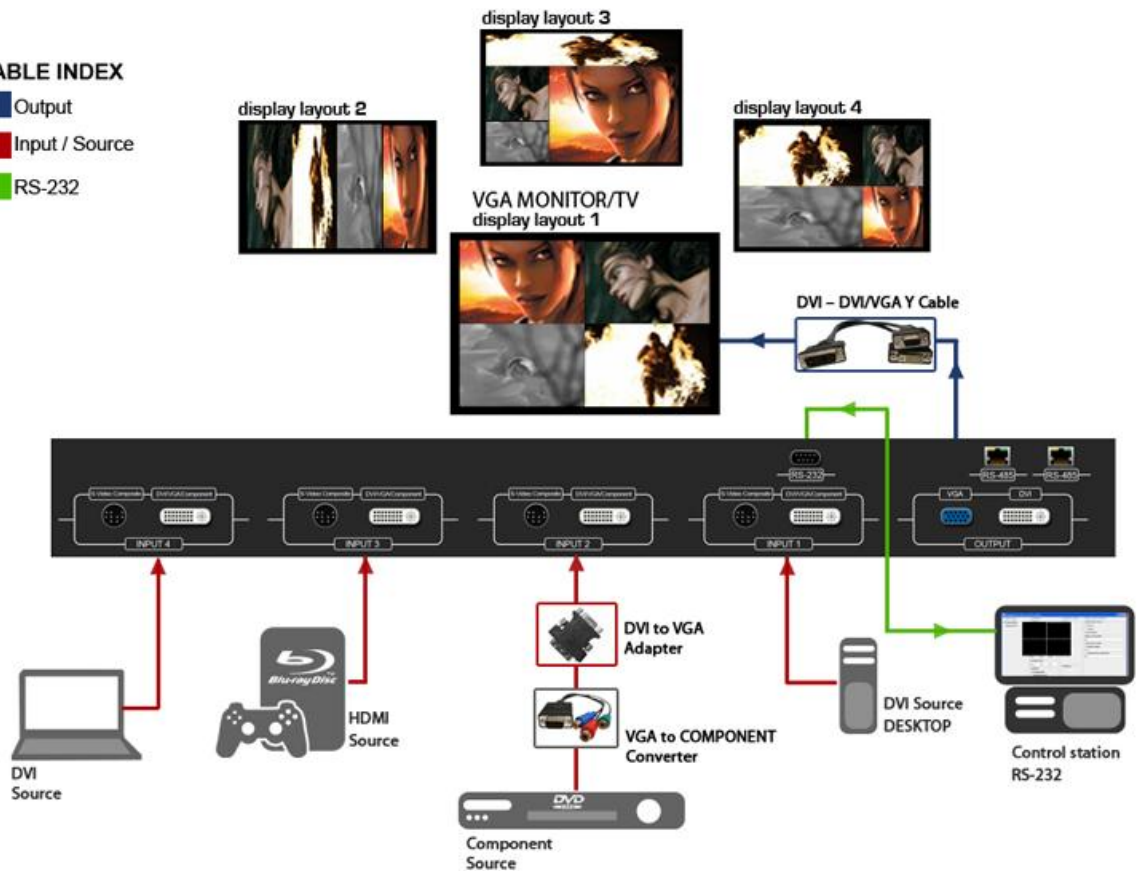 display layout 3
ABLE INDEX
Output
Input / Source
RS-232
display layout 2
display layout 4
VGA MONITOR/TV
display layout 1
DVI – DVI/VGA Y Cable
RS-232
RS-485
RS-485
S-Video Composite
DVI/VGA/Component
S-Video Composite
DVI/VGA/Component
S-Video Composite
DVI/VGA/Component
S-Video Composite
DVI/VGA/Component
VGA
DVI
INPUT 4
INPUT 3
INPUT 2
INPUT 1
OUTPUT
DVI to VGA
Adapter
Blu-ray Disc
HDMI
Source
VGA to COMPONENT
Converter
DVI Source
DESKTOP
Control station
RS-232
DVI
Source
DVD
Component
Source